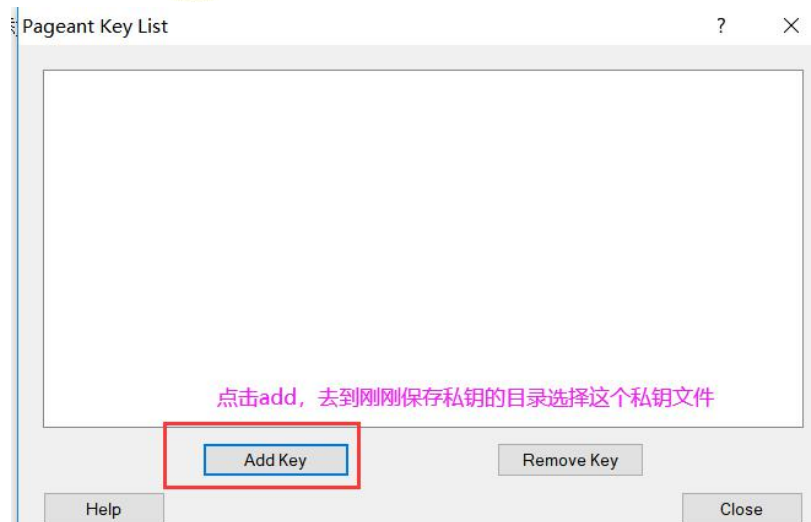 Pageant Key List
点击add，去到刚刚保存私钥的目录选择这个私钥文件
Add Key
Remove Key
Help
Close